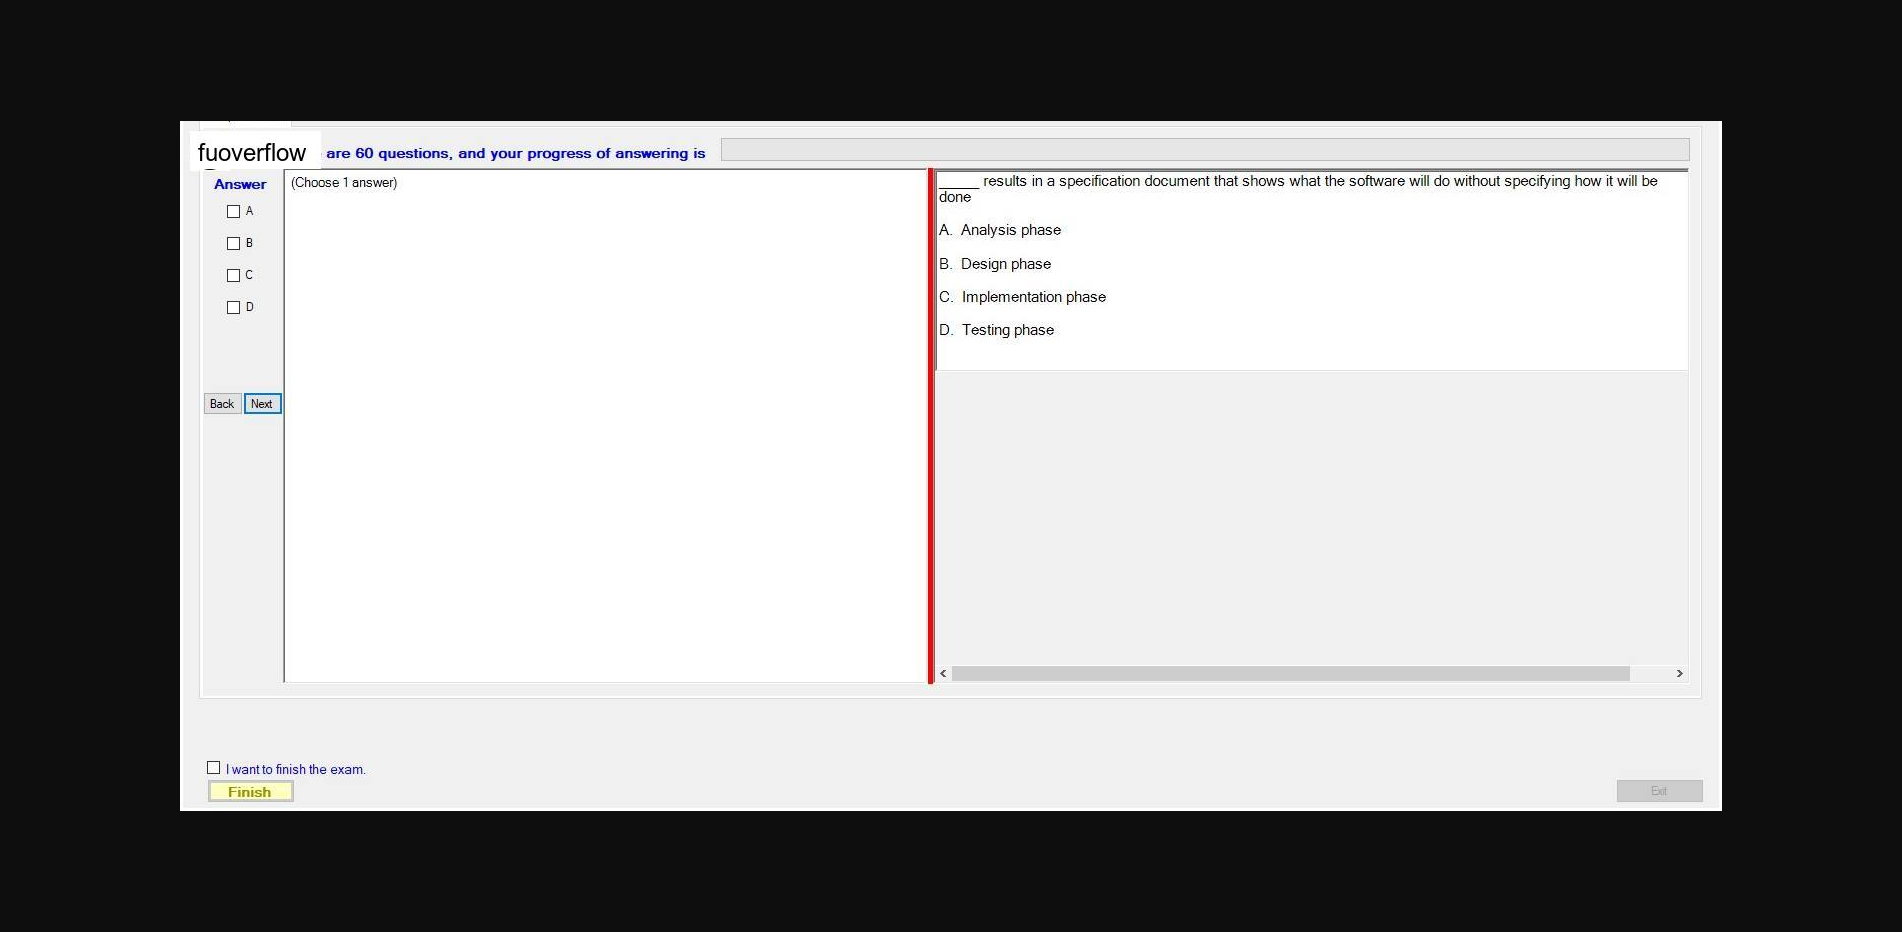 fuoverflow are 60 questions, and your progress of answering is
Answer
A
B
C
D
Back Next
(Choose 1 answer)
_____ results in a specification document that shows what the software will do without specifying how it will be
done
A. Analysis phase
B. Design phase
C. Implementation phase
D. Testing phase
I want to finish the exam.
Finish
Exit